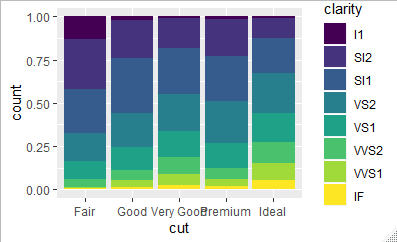 clarity
1.00
I1
SI2
0.75
SI1
count
0.50
VS2
VS1
0.25
VVS2
VVS1
0.00
IF
Fair Good Very Good Premium Ideal
cut